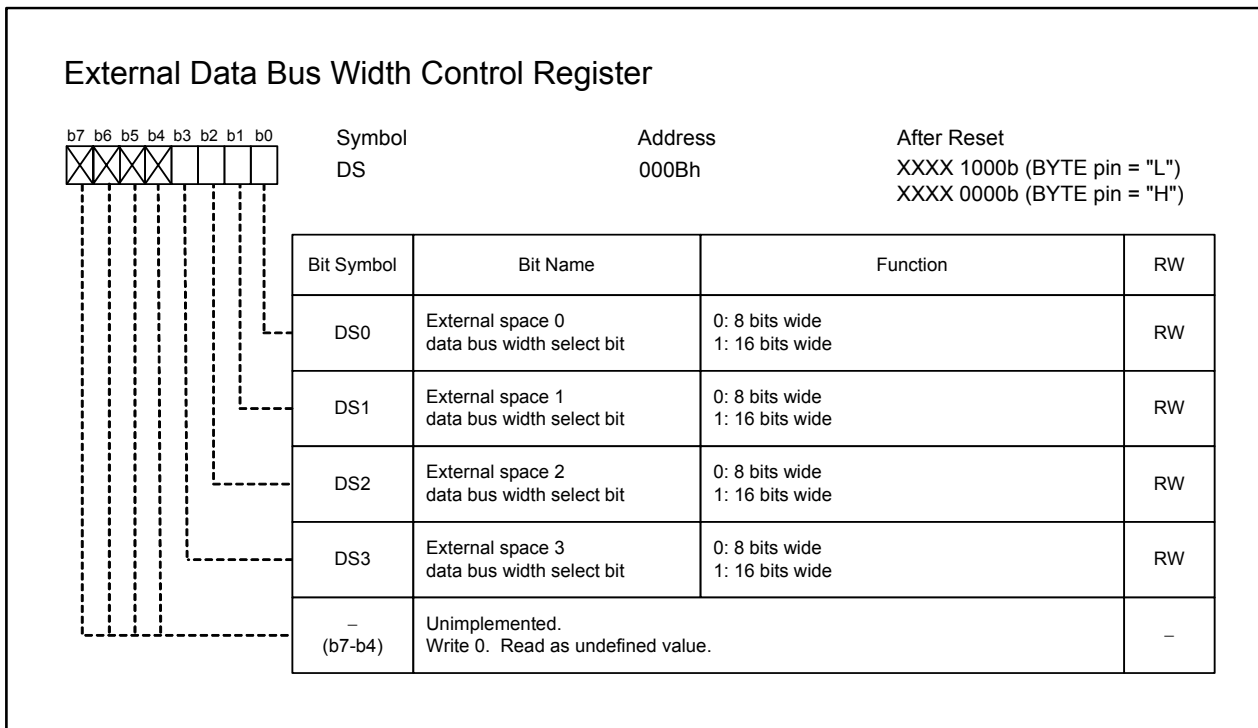 External Data Bus Width Control Register
b7 b6 b5 b4 b3 b2 b1 b0
Symbol Address After Reset
DS 000Bh XXXX 1000b (BYTE pin = "L")
XXXX 0000b (BYTE pin = "H")
Bit Symbol Bit Name Function RW
DS0 External space 0 0: 8 bits wide RW
data bus width select bit 1: 16 bits wide
DS1 External space 1 0: 8 bits wide RW
data bus width select bit 1: 16 bits wide
DS2 External space 2 0: 8 bits wide RW
data bus width select bit 1: 16 bits wide
DS3 External space 3 0: 8 bits wide RW
data bus width select bit 1: 16 bits wide
– Unimplemented. –
(b7-b4) Write 0. Read as undefined value.